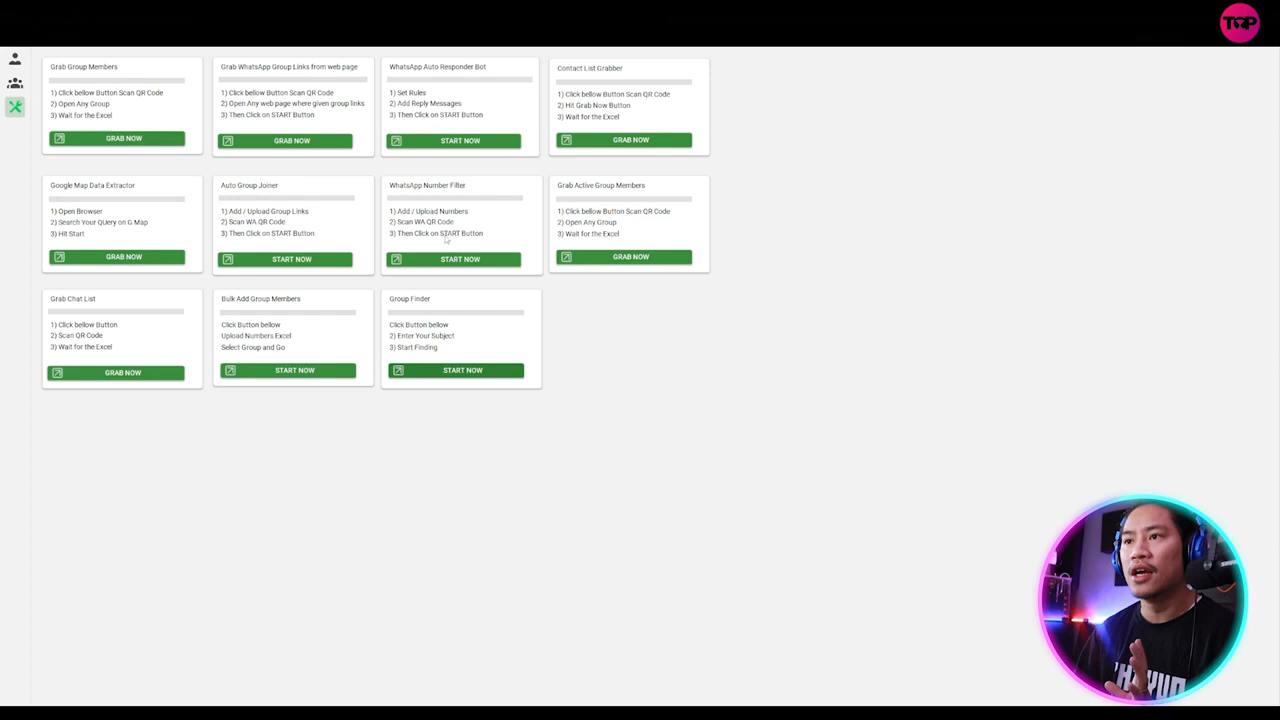 TOP
Grab Group Members
1) Click bellow Button Scan QR Code
2) Open Any Group
3) Wait for the Excel
GRAB NOW
Grab WhatsApp Group Links from web page
1) Click bellow Button Scan QR Code
2) Open Any web page where given group links
3) Then Click on START Button
GRAB NOW
WhatsApp Auto Responder Bot
1) Set Rules
2) Add Reply Messages
3) Then Click on START Button
START NOW
Contact List Grabber
1) Click bellow Button Scan QR Code
2) Hit Grab Now Button
3) Wait for the Excel
GRAB NOW
Google Map Data Extractor
1) Open Browser
2) Search Your QUery on G Map
3) Hit Start
GRAB NOW
Auto Group Joiner
1) Add / Upload Group Links
2) Scan WA QR Code
3) Then Click on START Button
START NOW
WhatsApp Number Filter
1) Add / Upload Numbers
2) Scan WA QR Code
3) Then Click on START Button
START NOW
Grab Active Group Members
1) Click bellow Button Scan QR Code
2) Open Any Group
3) Wait for the Excel
GRAB NOW
Grab Chat List
1) Click bellow Button
2) Scan QR Code
3) Wait for the Excel
GRAB NOW
Bulk Add Group Members
Click Button bellow
Upload Numbers Excel
Select Group and Go
START NOW
Group Finder
Click Button bellow
2) Enter Your Subject
3) Start Finding
START NOW